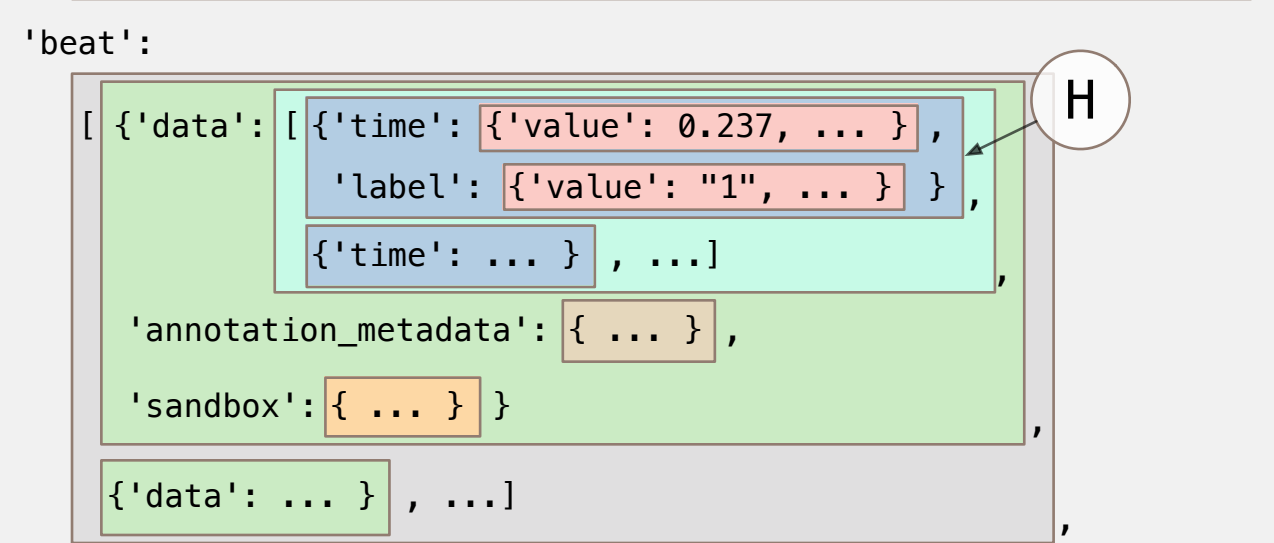 'beat':
H
[ {'data': [ {'time': {'value': 0.237, ... } ,
'label': {'value': "1", ... } } ,
{'time': ... } , ...] ,
'annotation_metadata': { ... } ,
'sandbox': { ... } } ,
{'data': ... } , ...] ,